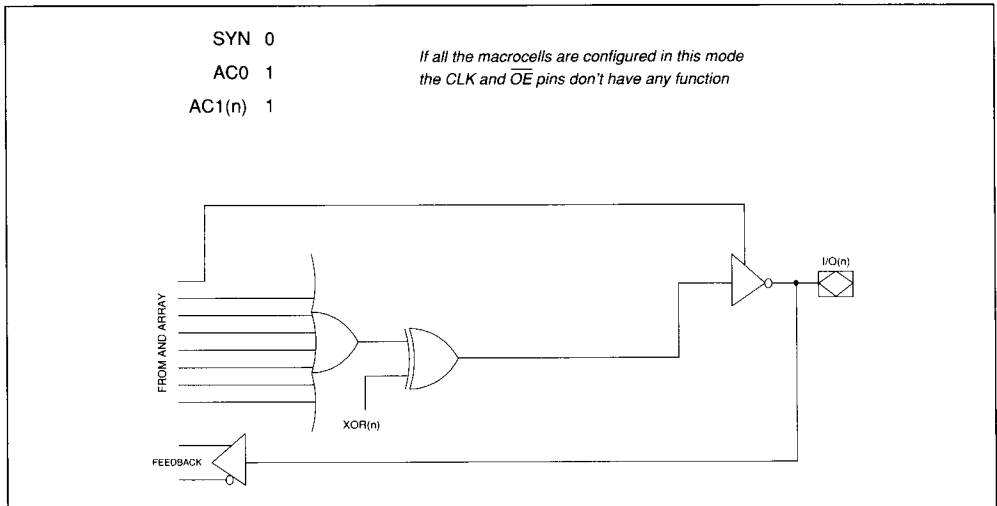 SYN 0
AC0 1
AC1(n) 1
If all the macrocells are configured in this mode
the CLK and OE pins don't have any function
I/O(n)
FROM AND ARRAY
XOR(n)
FEEDBACK